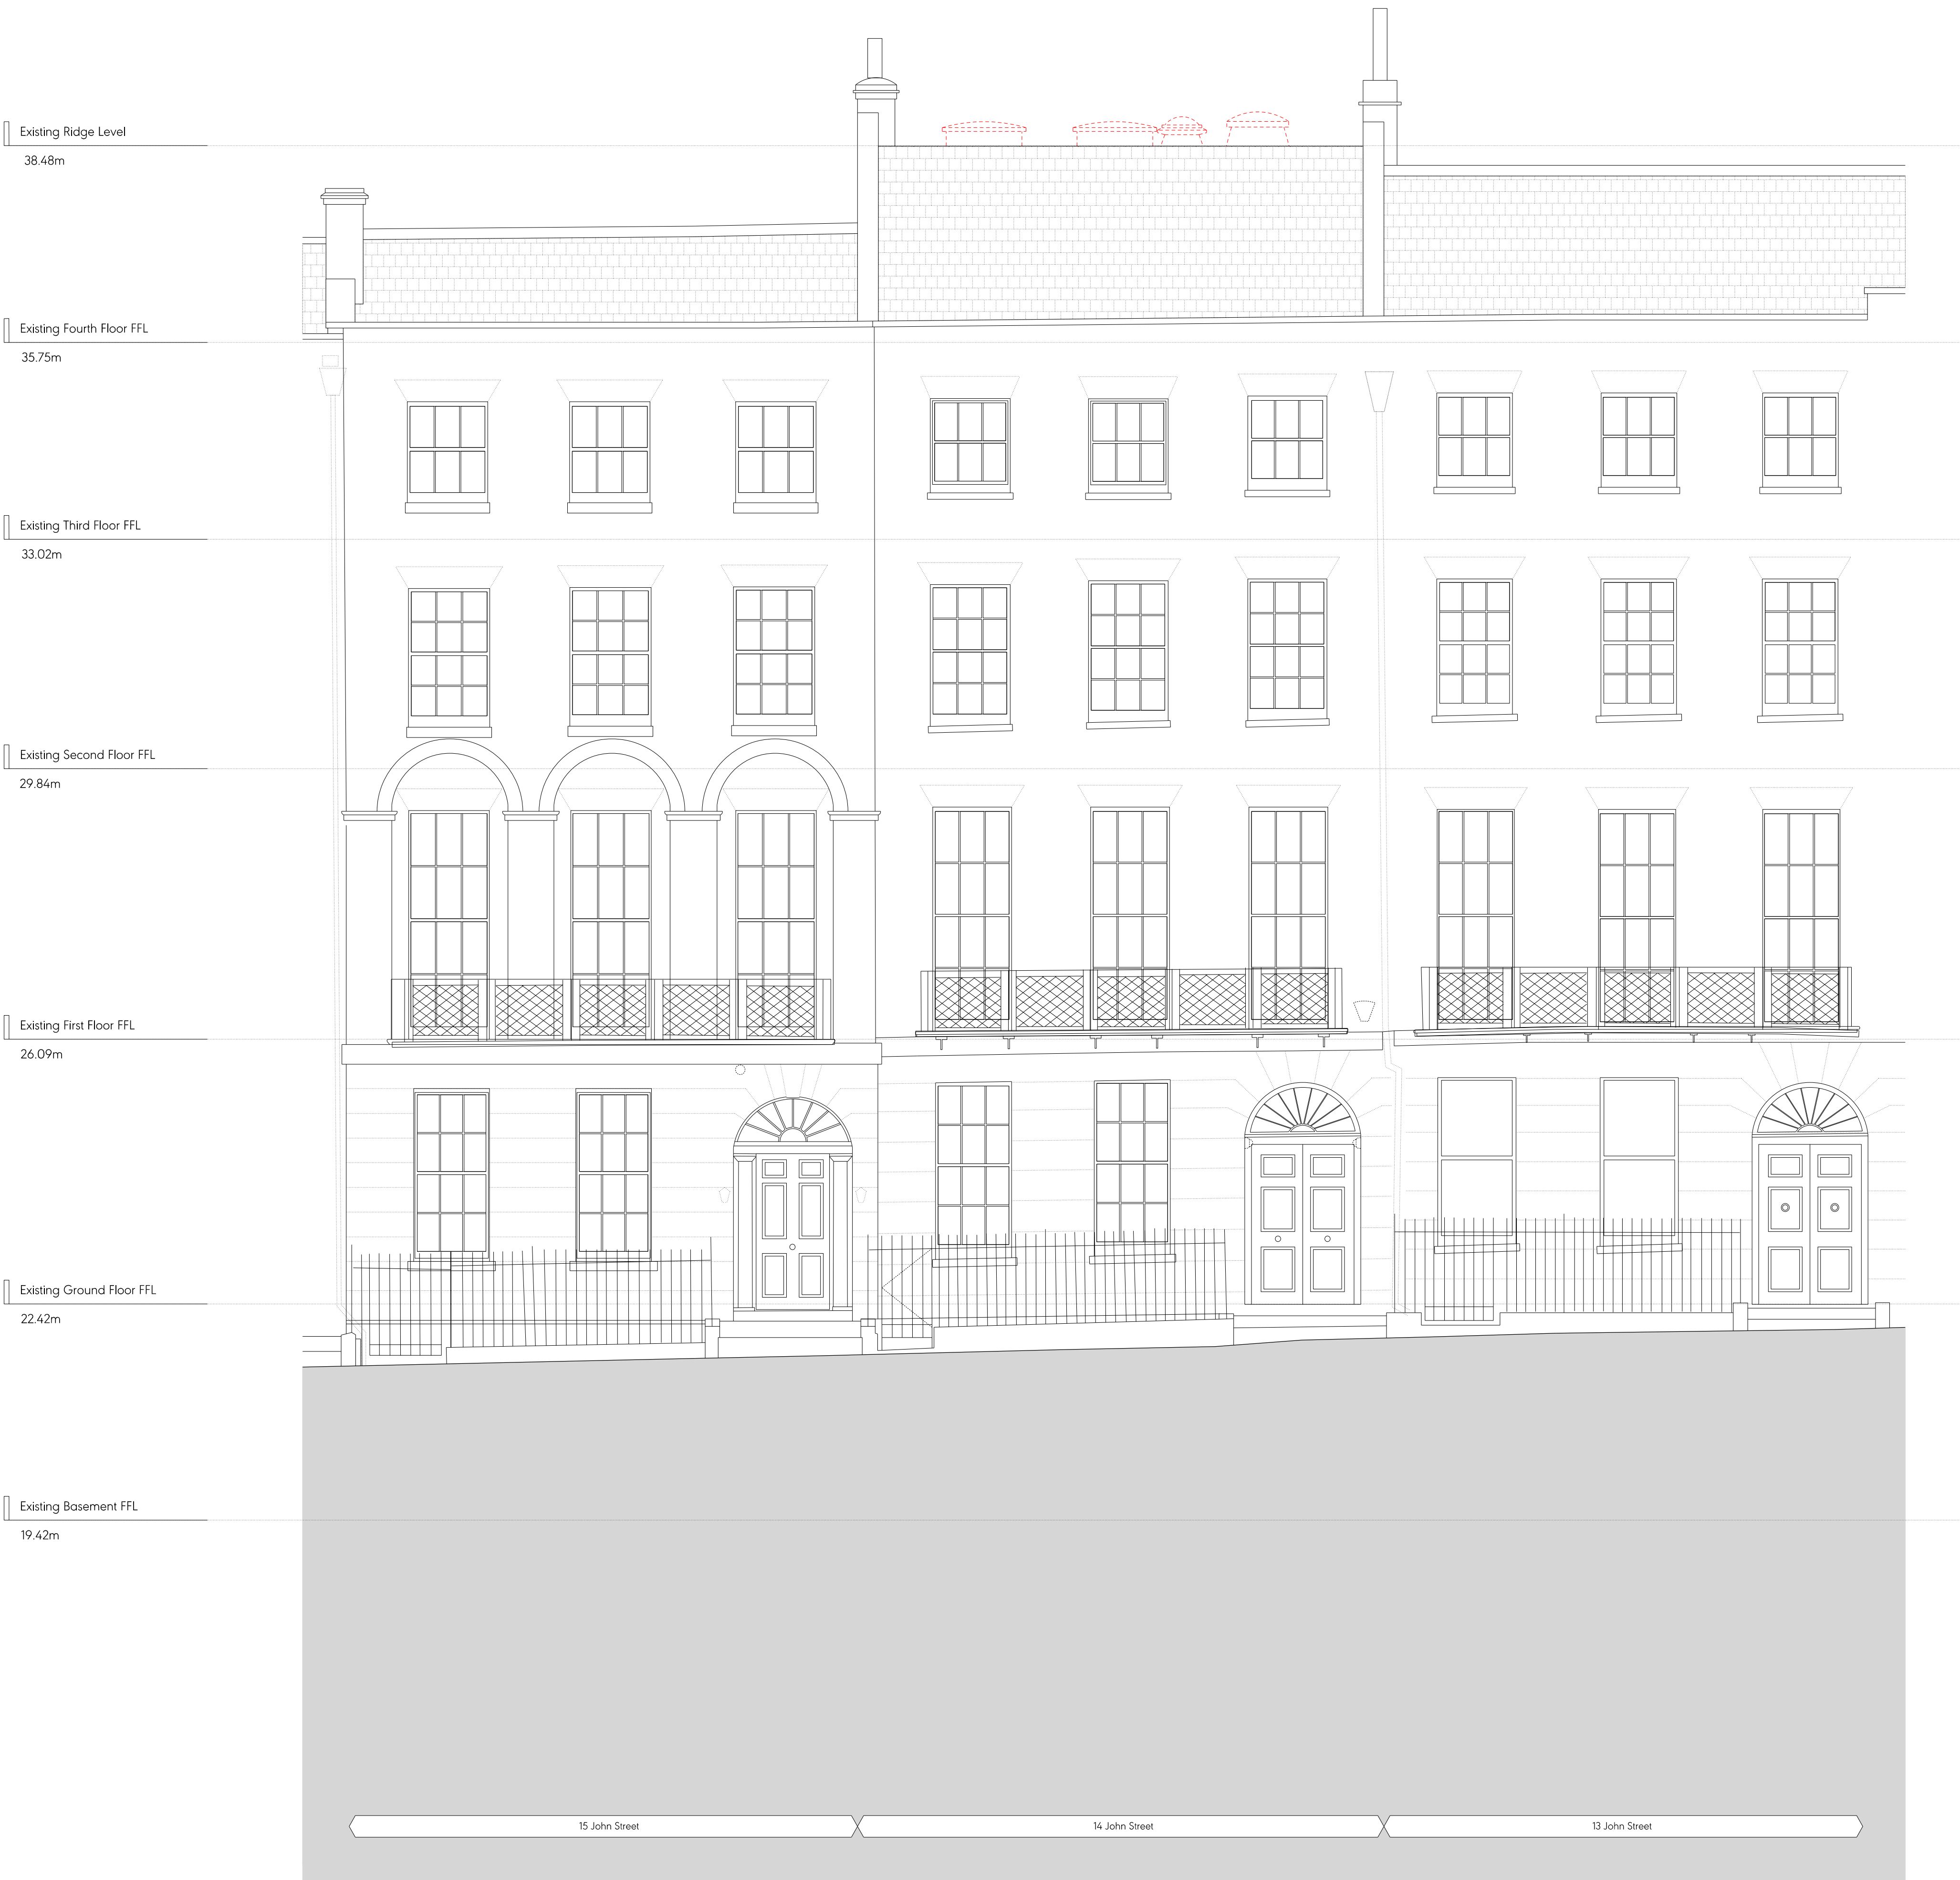 Existing Ridge Level
38.48m
Existing Fourth Floor FFL
35.75m
Existing Third Floor FFL
33.02m
Existing Second Floor FFL
29.84m
Existing First Floor FFL
26.09m
Existing Ground Floor FFL
22.42m
Existing Basement FFL
19.42m
15 John Street
14 John Street
13 John Street